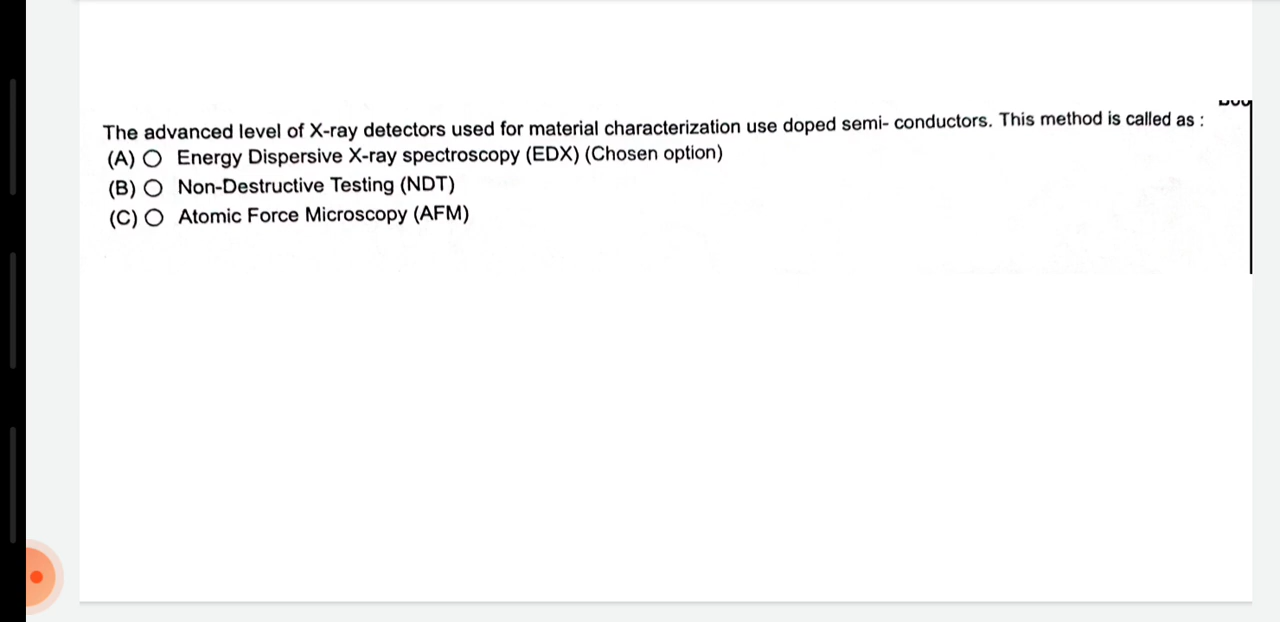 The advanced level of X-ray detectors used for material characterization use doped semi- conductors. This method is called as :
(A) O Energy Dispersive X-ray spectroscopy (EDX) (Chosen option)
(B) O Non-Destructive Testing (NDT)
(C) O Atomic Force Microscopy (AFM)